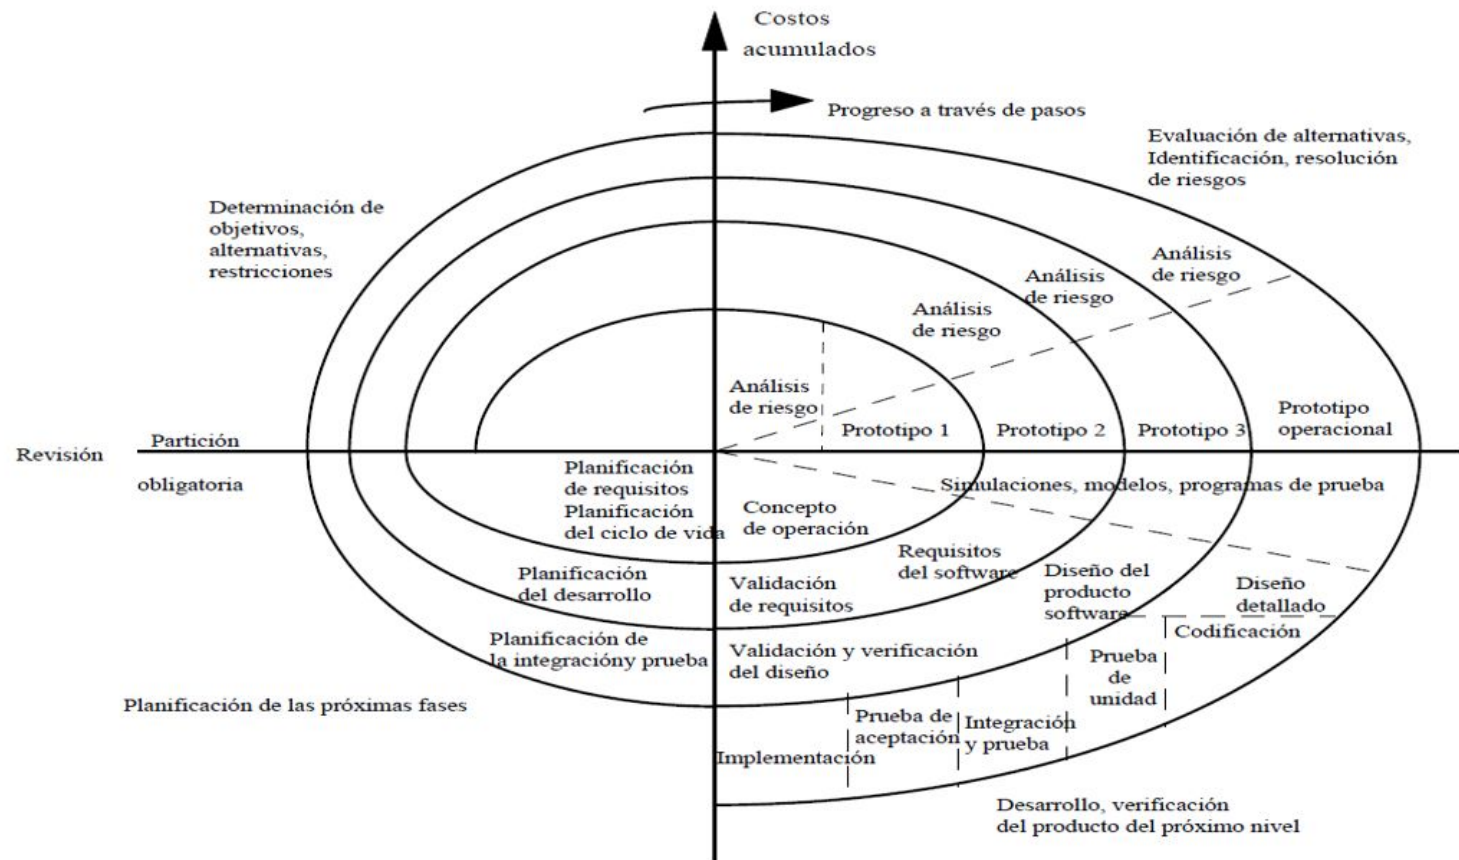 Costos
acumulados
Progreso a través de pasos
Evaluación de alternativas,
Identificación, resolución
de riesgos
Determinación de
objetivos,
alternativas,
restricciones
Análisis
de riesgo
Análisis
de riesgo
Análisis
de riesgo
Análisis
de riesgo
Prototipo 1
Prototipo 2
Prototipo 3
Prototipo
operacional
Revisión
Partición
obligatoria
Planificación
de requisitos
Planificación
del ciclo de vida
Concepto
de operación
Simulaciones, modelos, programas de prueba
Requisitos
del software
Diseño del
producto
software
Diseño
detallado
Planificación
del desarrollo
Validación
de requisitos
Codificación
Planificación de
la integracióny prueba
Validación y verificación
del diseño
Prueba
de
unidad
Planificación de las próximas fases
Prueba de
aceptación
Integración
y prueba
Implementación
Desarrollo, verificación
del producto del próximo nivel